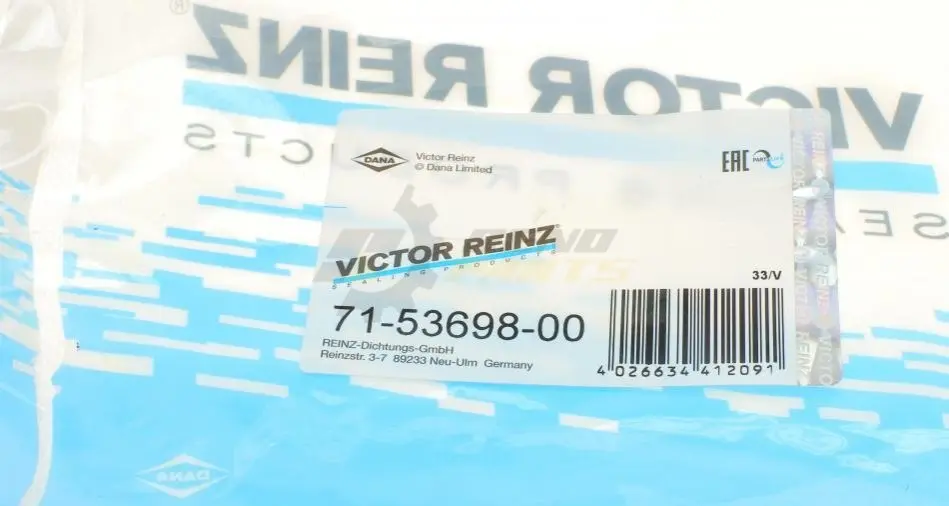 VICTOR REINZ®
DANA
Victor Reinz
© Dana Limited
EAC
PARTS
VICTOR REINZ®
SEALING PRODUCTS
33/V
71-53698-00
REINZ-Dichtungs-GmbH
Reinzstr. 3-7 89233 Neu-Ulm Germany
4 026634 412091
DANA